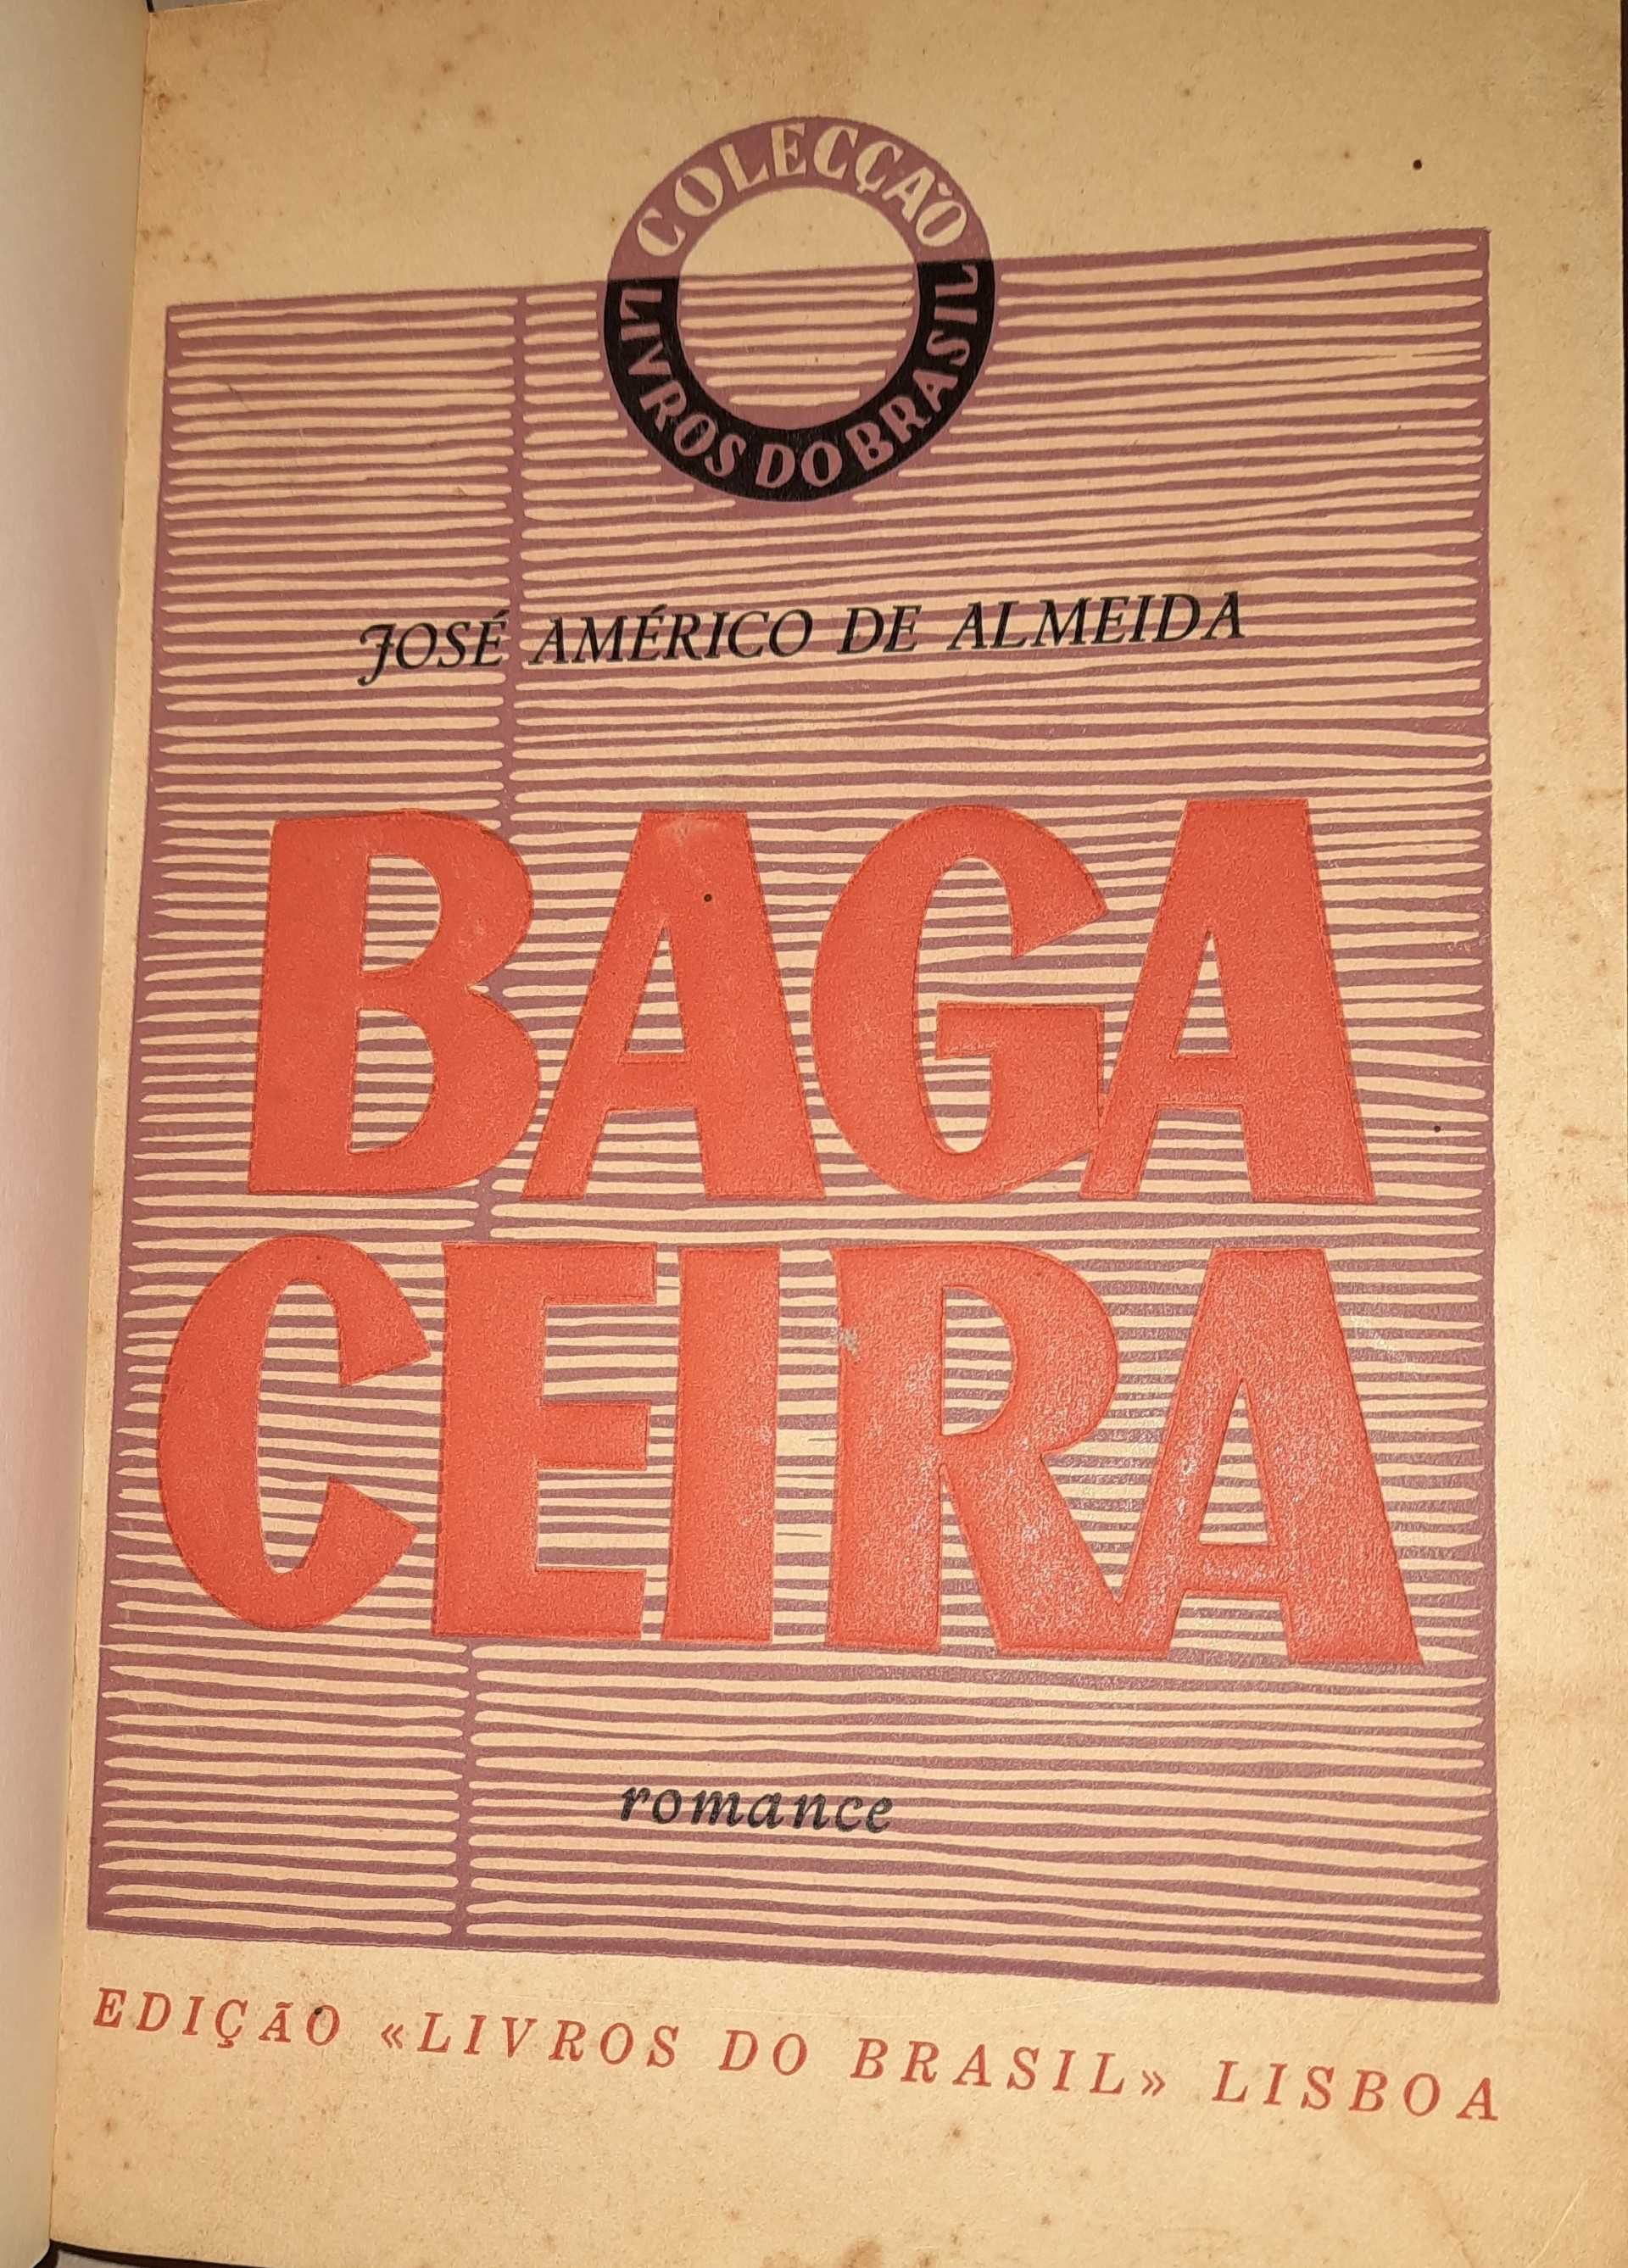 COLECÇÃO
LIVROS DO BRASIL
JOSÉ AMÉRICO DE ALMEIDA
BAGA
CEIRA
romance
EDIÇÃO «LIVROS DO BRASIL» LISBOA